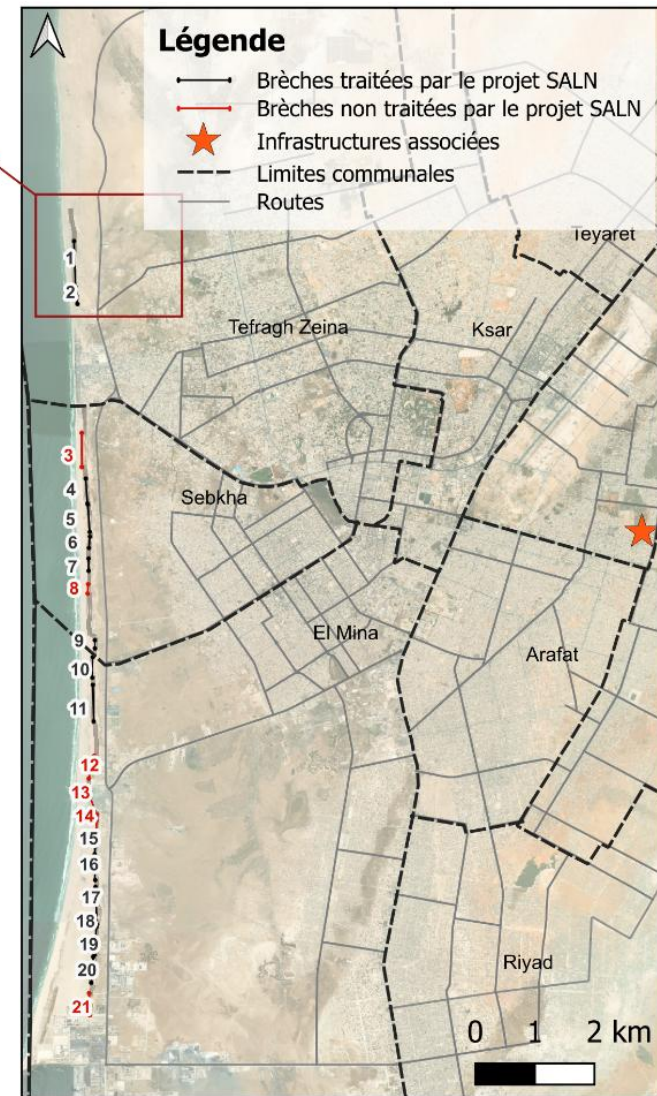 Légende
Brèches traitées par le projet SALN
Brèches non traitées par le projet SALN
Infrastructures associées
Limites communales
Routes
Teyaret
1
2
Tefragh Zeina
Ksar
3
4
Sebkha
5
6
7
8
El Mina
9
Arafat
10
11
12
13
14
15
16
17
18
19
Riyad
20
21
0 1 2 km